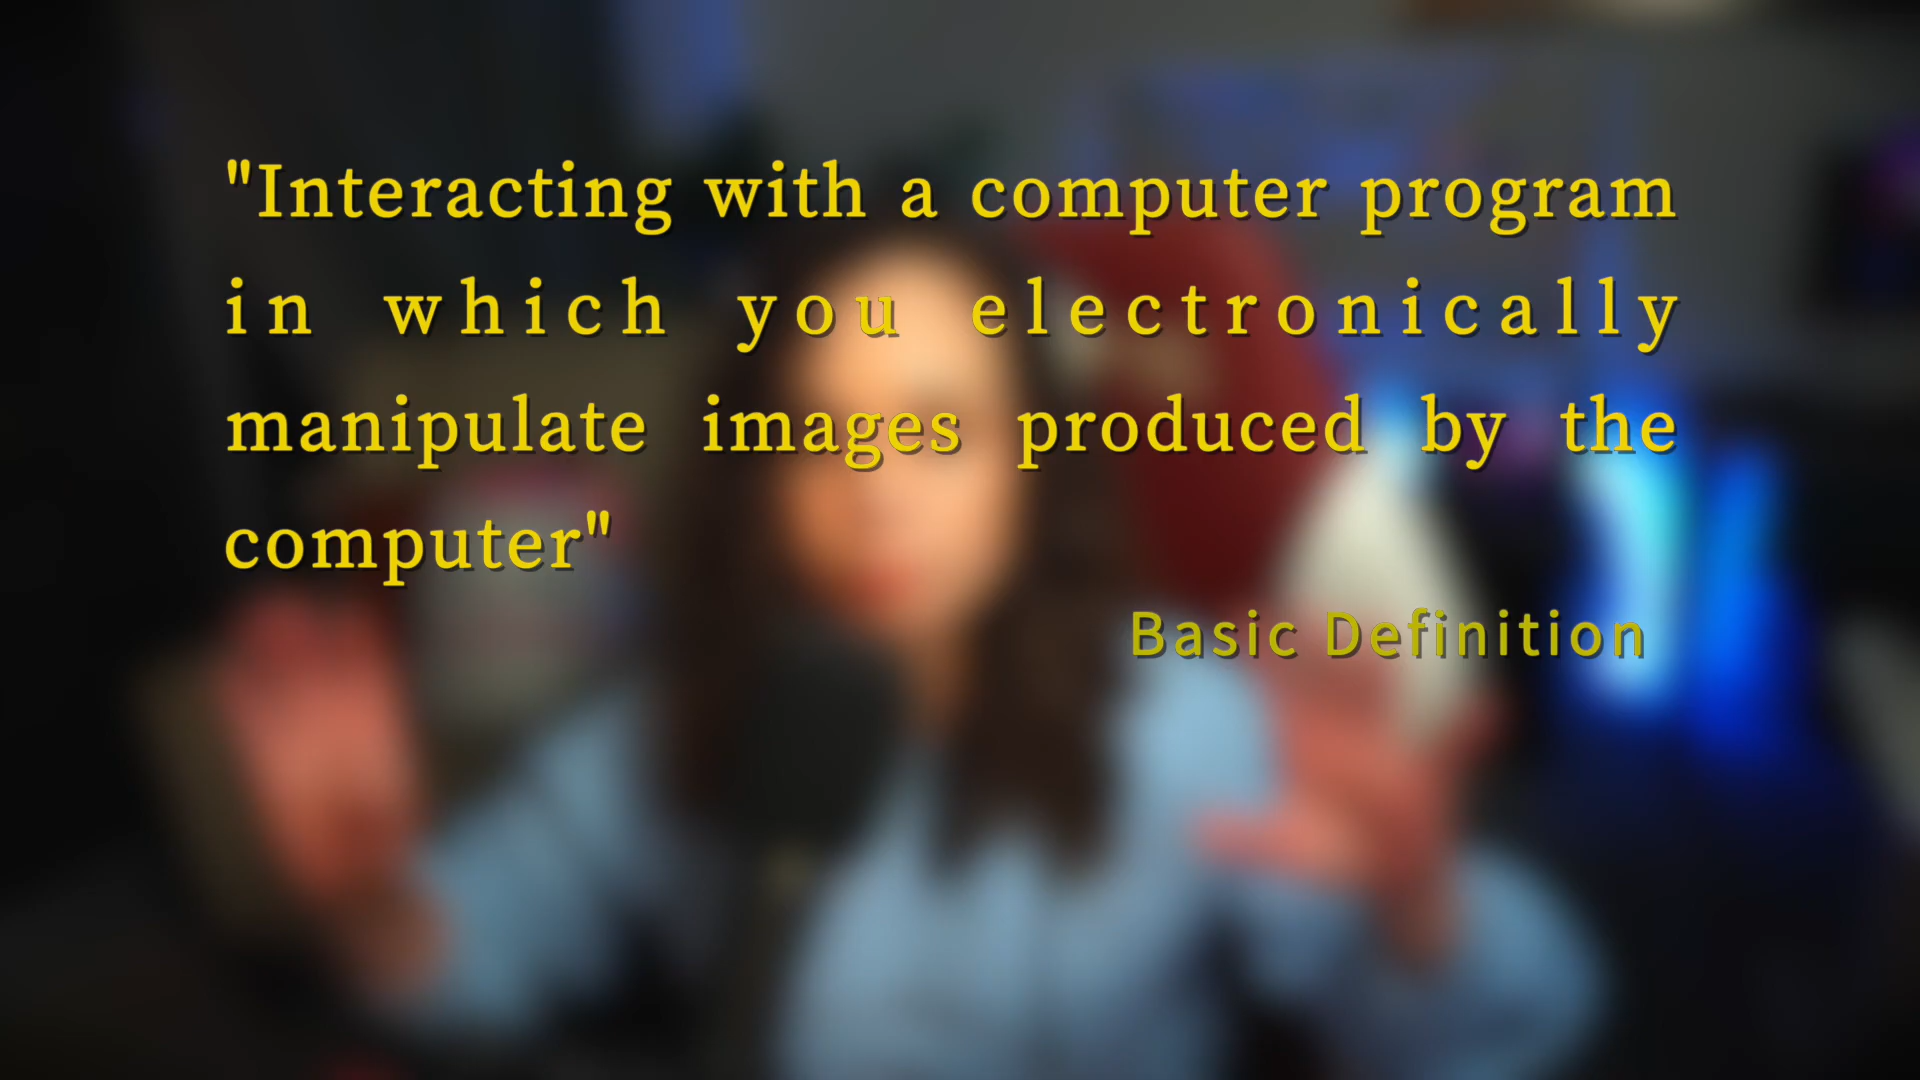 "Interacting with a computer program
in which you electronically
manipulate images produced by the
computer"
Basic Definition